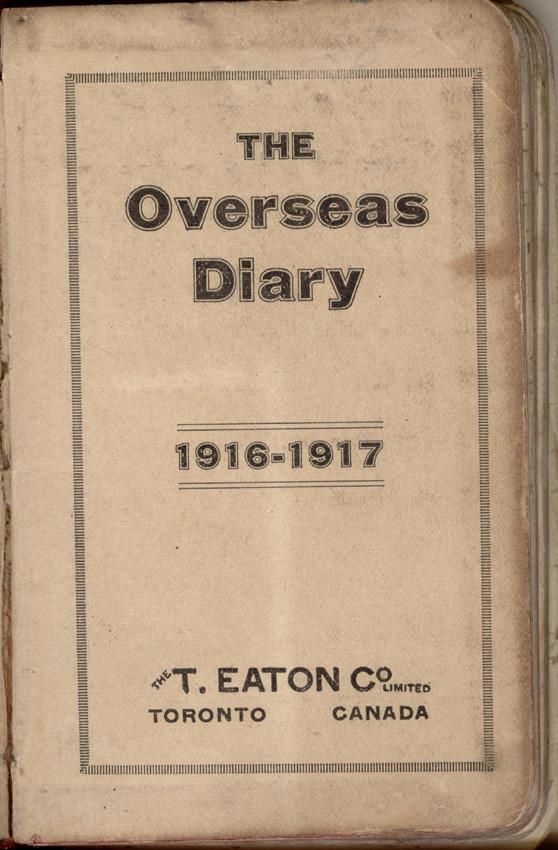 THE
Overseas
Diary
1916-1917
THE T. EATON CO LIMITED
TORONTO CANADA